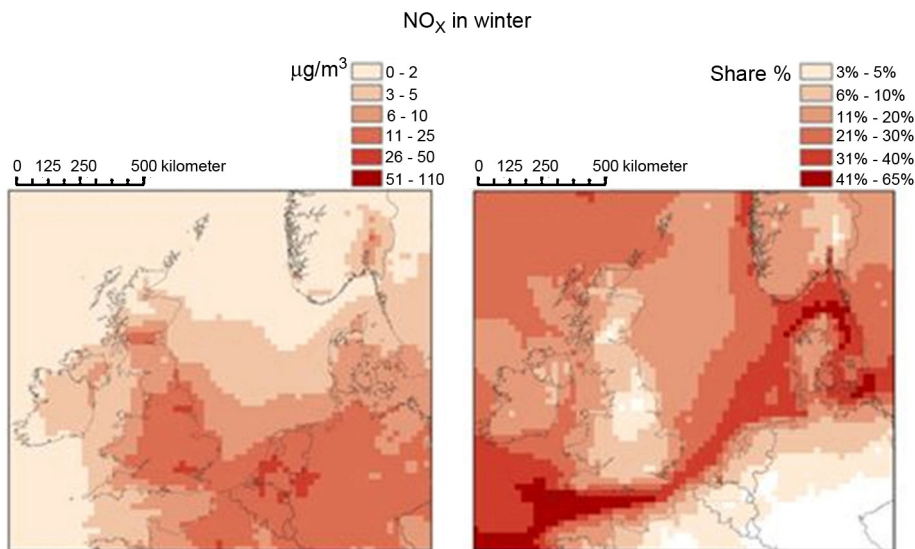 NOX in winter
μg/m3
0 - 2
3 - 5
6 - 10
11 - 25
26 - 50
51 - 110
0 125 250 500 kilometer
Share %
3% - 5%
6% - 10%
11% - 20%
21% - 30%
31% - 40%
41% - 65%
0 125 250 500 kilometer